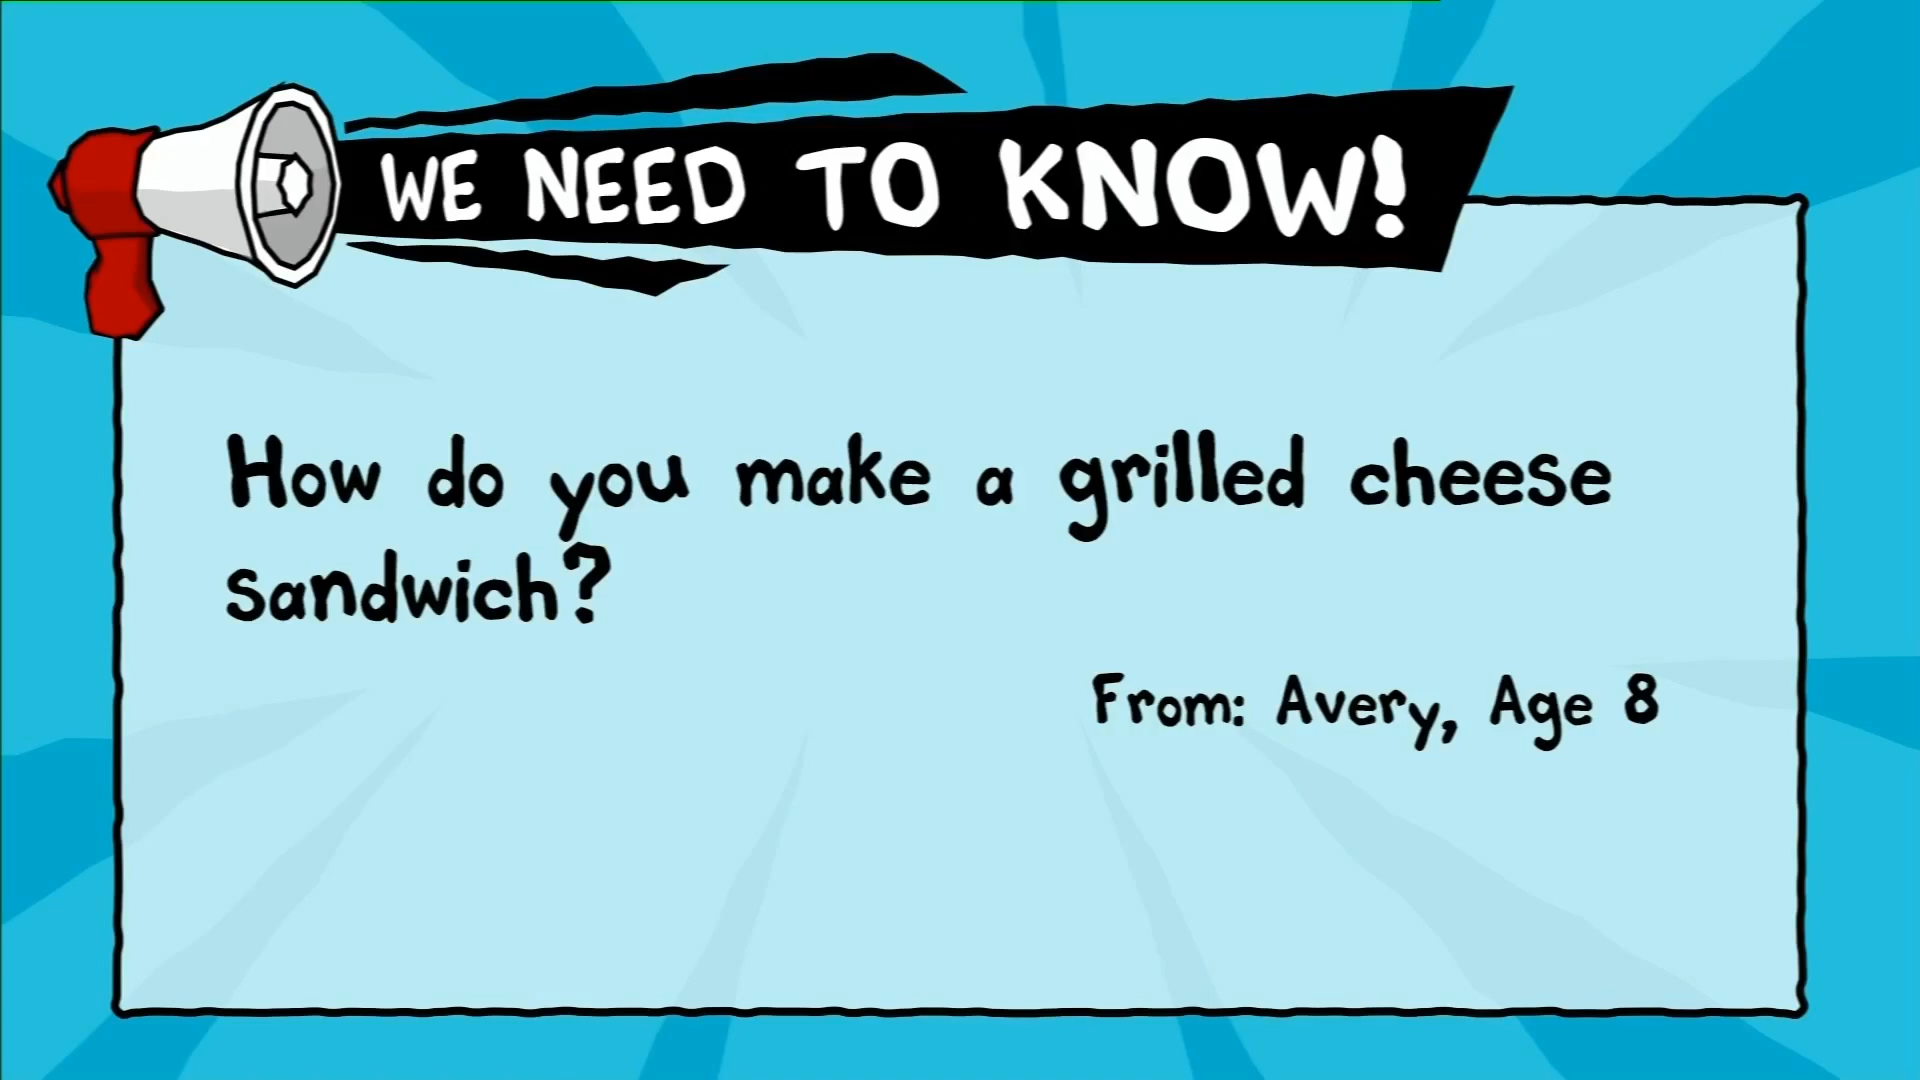 WE NEED TO KNOW!
How do you make a grilled cheese
sandwich?
From: Avery, Age 8